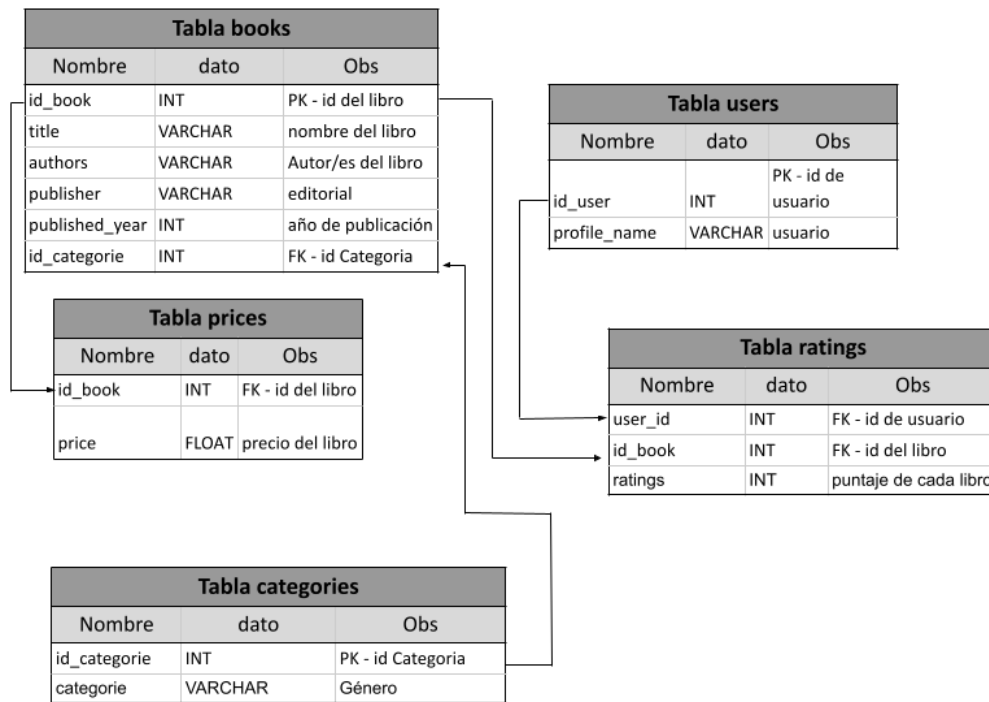 Tabla books
Nombre dato Obs
id_book INT PK - id del libro
title VARCHAR nombre del libro
authors VARCHAR Autor/es del libro
publisher VARCHAR editorial
published_year INT año de publicación
id_categorie INT FK - id Categoria
Tabla users
Nombre dato Obs
id_user INT PK - id de
usuario
profile_name VARCHAR usuario
Tabla prices
Nombre dato Obs
id_book INT FK - id del libro
price FLOAT precio del libro
Tabla ratings
Nombre dato Obs
user_id INT FK - id de usuario
id_book INT FK - id del libro
ratings INT puntaje de cada libro
Tabla categories
Nombre dato Obs
id_categorie INT PK - id Categoria
categorie VARCHAR Género